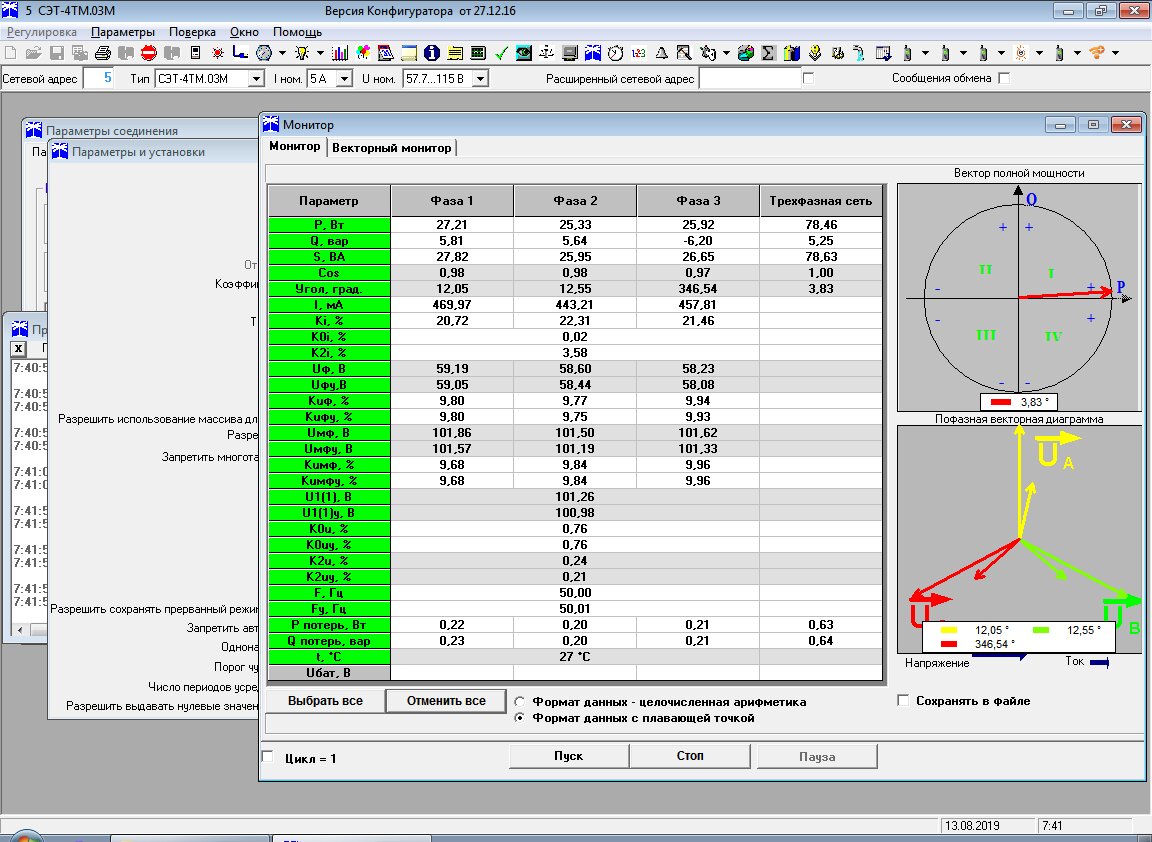 5 СЭТ-4ТМ.03М Версия Конфигуратора от 27.12.16
Регулировка Параметры Поверка Окно Помощь
Сетевой адрес 5 Тип СЭТ-4ТМ.03М I ном. 5 А U ном. 57.7...115 В Расширенный сетевой адрес Сообщения обмена
Параметры соединения
Па
Параметры и установки
От
Коэффи
Т
Пр
x П
7:40:5
7:40:5
7:40:5
7:40:5
7:40:5
7:41:0
7:41:0
7:41:5
7:41:5
7:41:5
7:41:5
7:41:5
7:41:5
Разрешить использование массива дл
Разре
Запретить многота
Разрешить сохранять прерванный режим
Запретить авт
Однона
Порог чу
Число периодов усред
Разрешить выдавать нулевые значен
Монитор
Монитор Векторный монитор
Параметр Фаза 1 Фаза 2 Фаза 3 Трехфазная сеть
P, Вт 27,21 25,33 25,92 78,46
Q, вар 5,81 5,64 -6,20 5,25
S, ВА 27,82 25,95 26,65 78,63
Cos 0,98 0,98 0,97 1,00
Угол, град. 12,05 12,55 346,54 3,83
I, мА 469,97 443,21 457,81
Ki, % 20,72 22,31 21,46
K0i, % 0,02
K2i, % 3,58
Uф, В 59,19 58,60 58,23
Uфу,В 59,05 58,44 58,08
Kuф, % 9,80 9,77 9,94
Kuфу, % 9,80 9,75 9,93
Uмф, В 101,86 101,50 101,62
Uмфу, В 101,57 101,19 101,33
Kuмф, % 9,68 9,84 9,96
Kuмфу, % 9,68 9,84 9,96
U1(1), В 101,26
U1(1)у, В 100,98
K0u, % 0,76
K0uy, % 0,76
K2u, % 0,24
K2uy, % 0,21
F, Гц 50,00
Fy, Гц 50,01
P потерь, Вт 0,22 0,20 0,21 0,63
Q потерь, вар 0,23 0,20 0,21 0,64
t, °C 27 °C
Uбат, В
Выбрать все Отменить все
Формат данных - целочисленная арифметика
Формат данных с плавающей точкой
Цикл = 1 Пуск Стоп Пауза
Вектор полной мощности
Q
+ +
II I
- + P
- +
III IV
- -
3,83 °
Пофазная векторная диаграмма
U A
U
U B
12,05 ° 12,55 °
346,54 °
Напряжение Ток
Сохранять в файле
13.08.2019 7:41